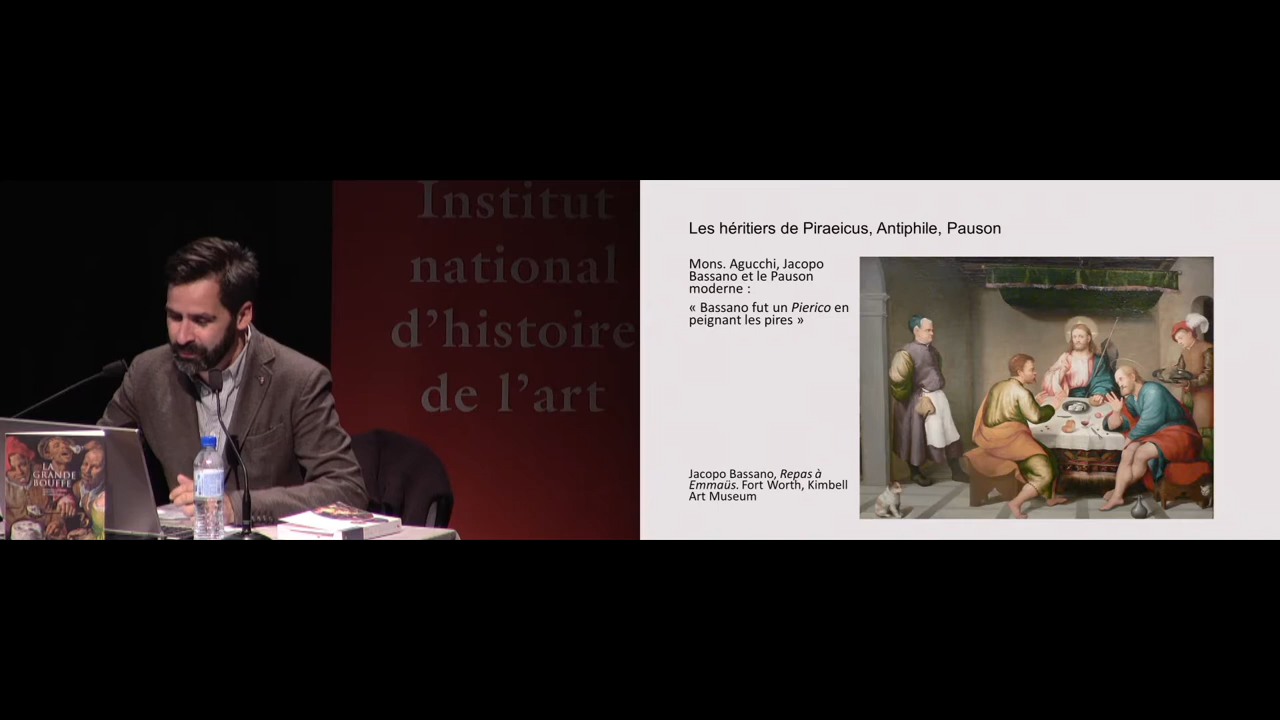 Institut
national
d'histoire
de l'art
LA
GRANDE
BOUFFE
Les héritiers de Piraeicus, Antiphile, Pauson
Mons. Agucchi, Jacopo
Bassano et le Pauson
moderne :
« Bassano fut un Pierico en
peignant les pires »
Jacopo Bassano, Repas à
Emmaüs. Fort Worth, Kimbell
Art Museum